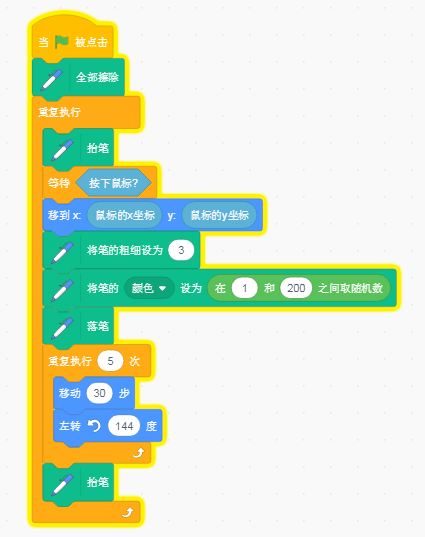 当 被点击
全部擦除
重复执行
抬笔
等待 按下鼠标?
移到 x: 鼠标的x坐标 y: 鼠标的y坐标
将笔的粗细设为 3
将笔的 颜色 设为 在 1 和 200 之间取随机数
落笔
重复执行 5 次
移动 30 步
左转 144 度
抬笔